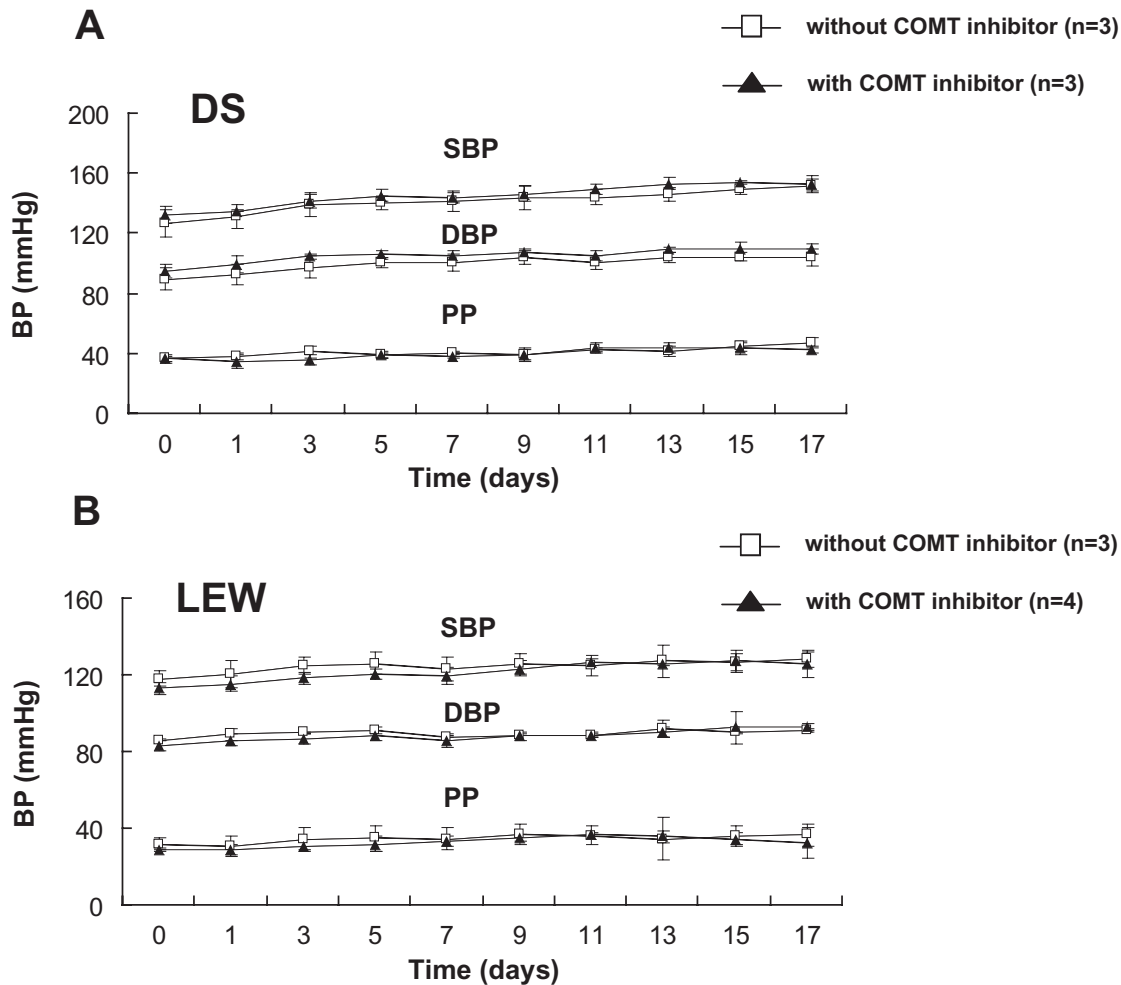 A
without COMT inhibitor (n=3)
with COMT inhibitor (n=3)
DS
200
160
120
80
40
0
BP (mmHg)
SBP
DBP
PP
0 1 3 5 7 9 11 13 15 17
Time (days)
B
without COMT inhibitor (n=3)
with COMT inhibitor (n=4)
LEW
160
120
80
40
0
BP (mmHg)
SBP
DBP
PP
0 1 3 5 7 9 11 13 15 17
Time (days)